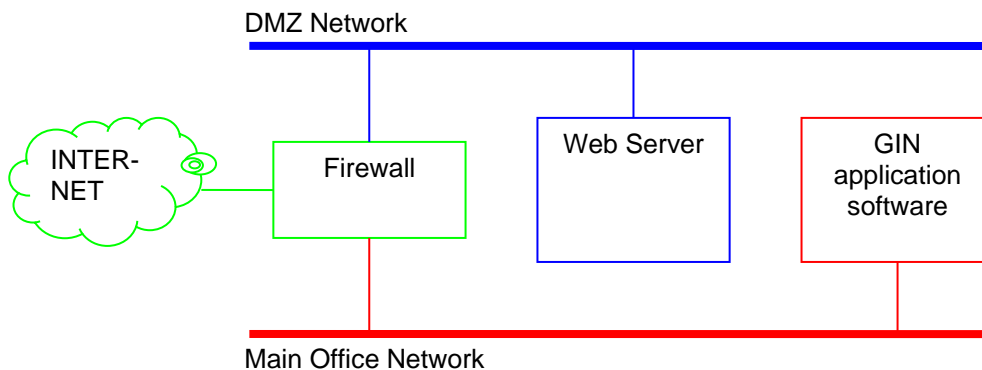 DMZ Network
INTER-
NET
Firewall
Web Server
GIN
application
software
Main Office Network